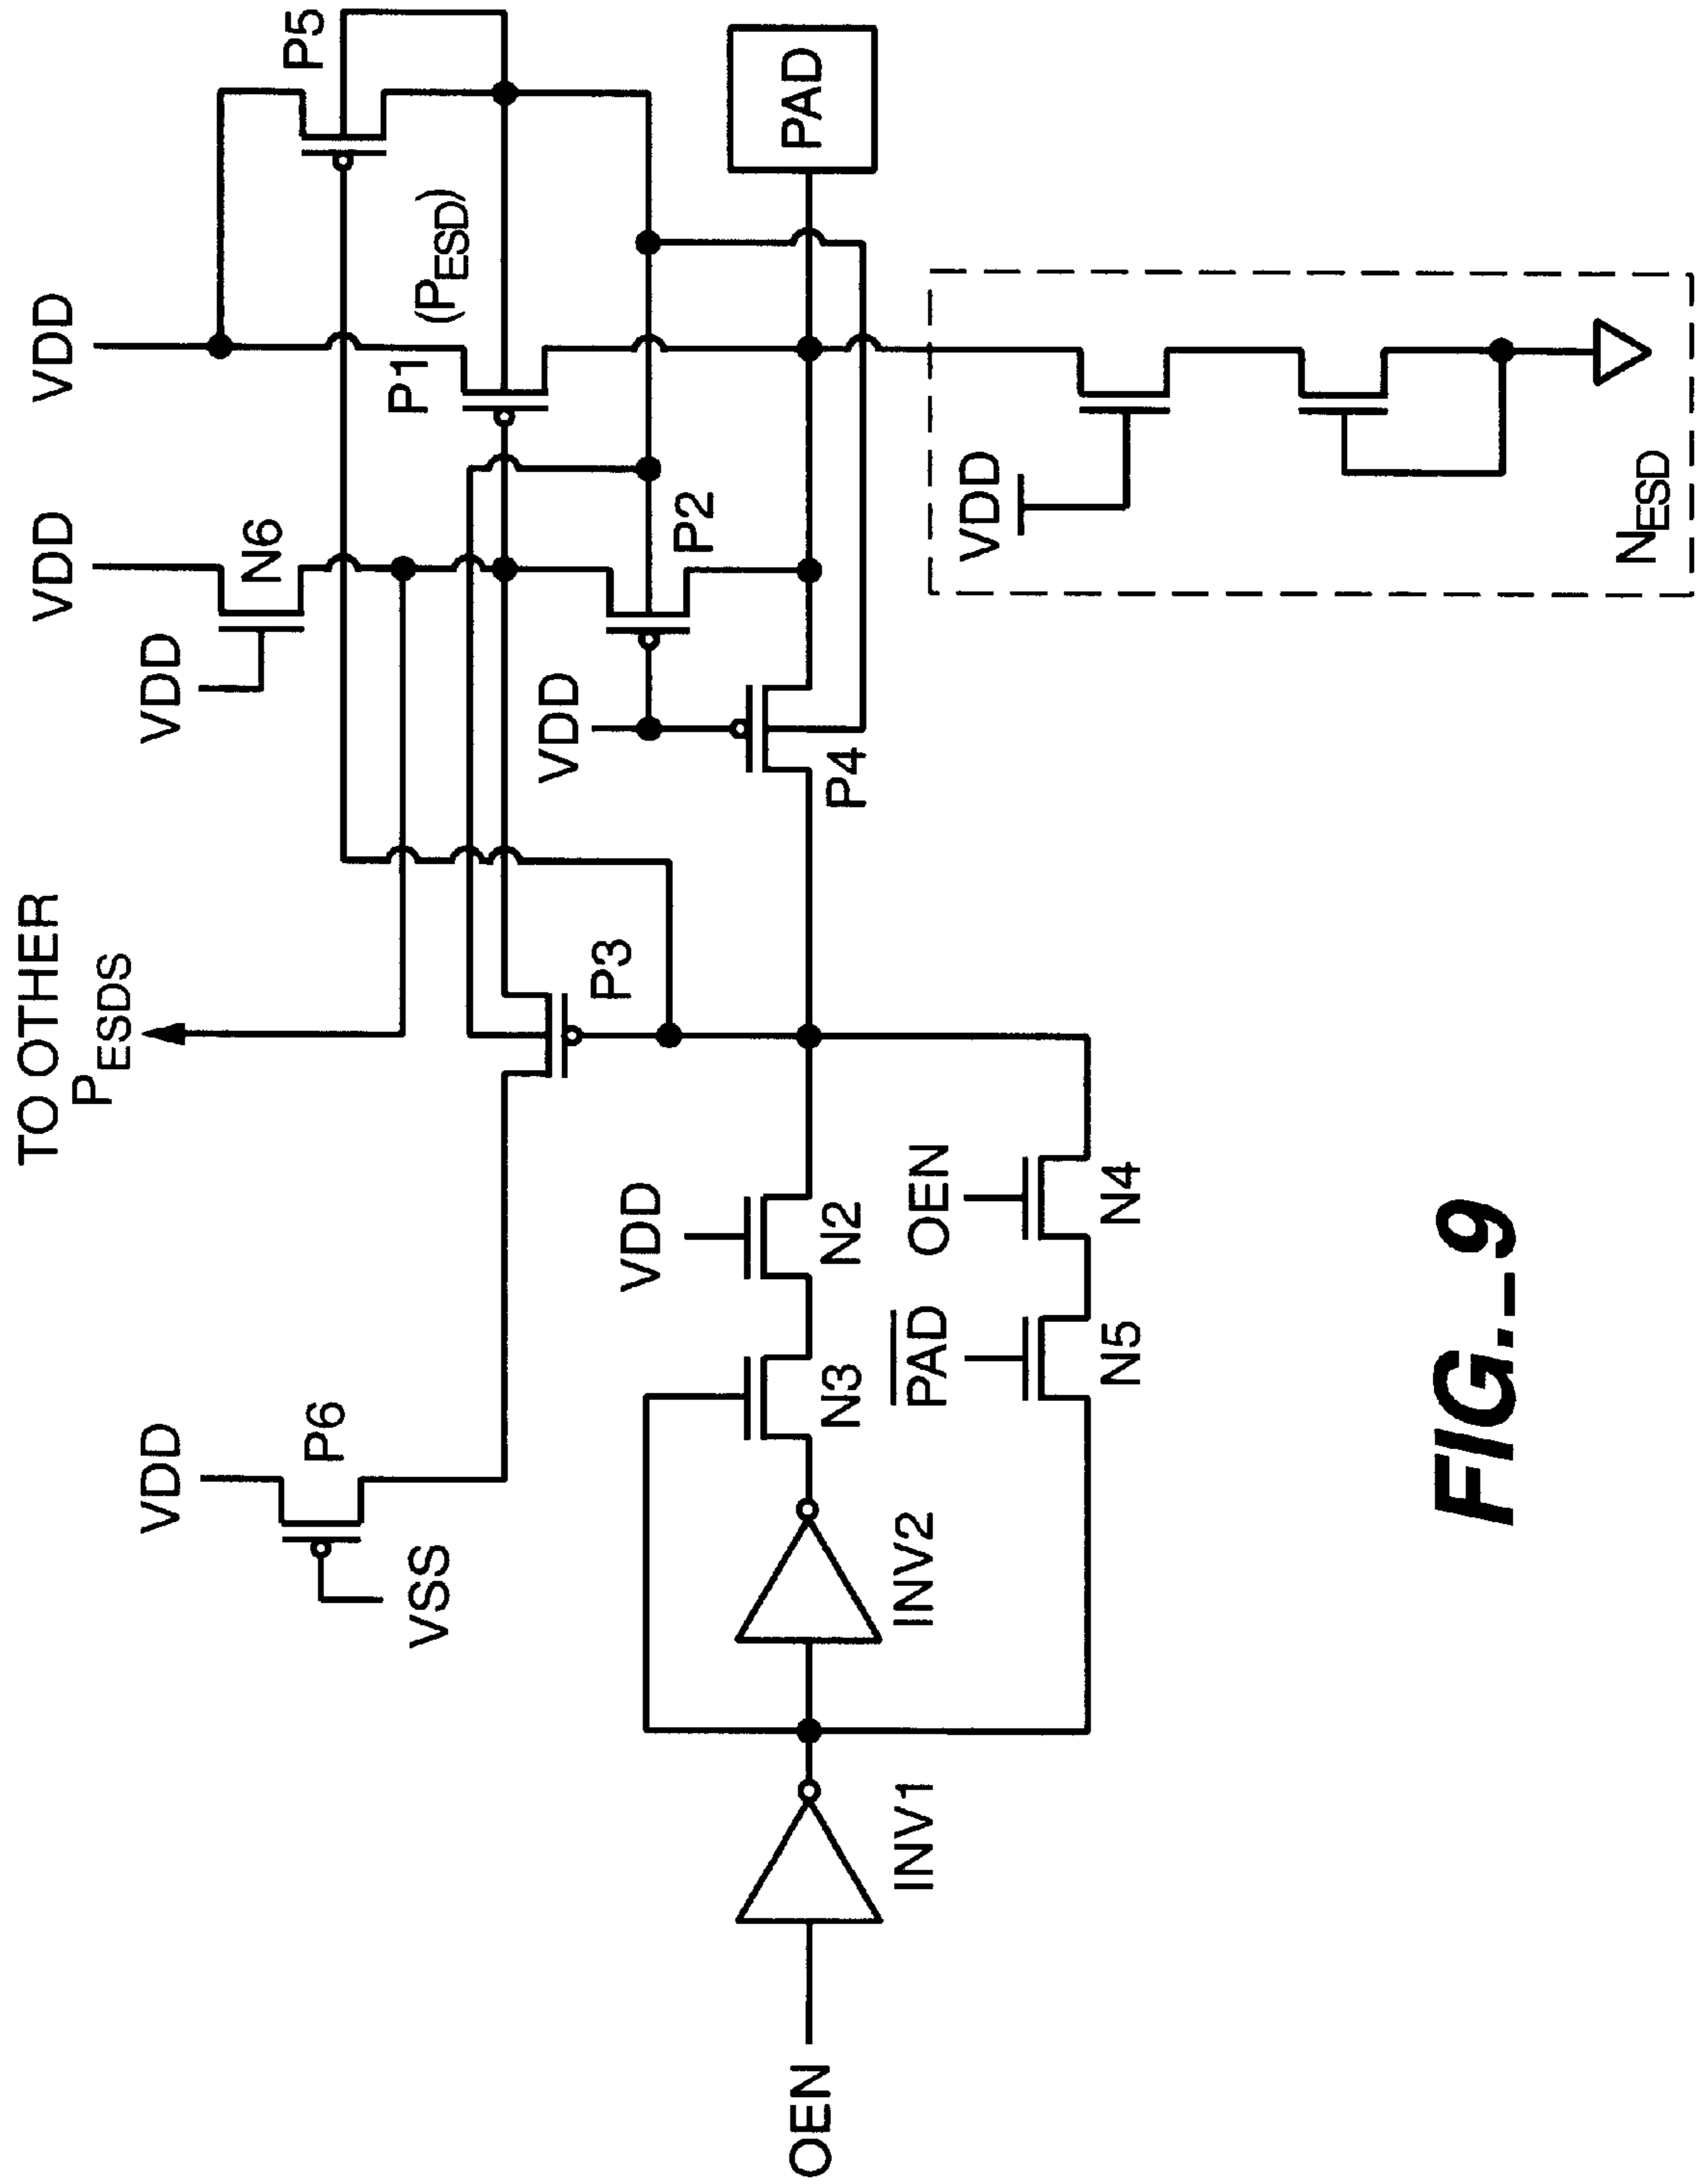 TO OTHER
PESDS
VDD
VDD
VDD
N6
P5
VDD
P6
VSS
P1
(PESD)
VDD
P2
PAD
P3
P4
VDD
N2
VDD
OEN
N4
PAD
N5
N3
INV2
INV1
OEN
NESD
FIG._9